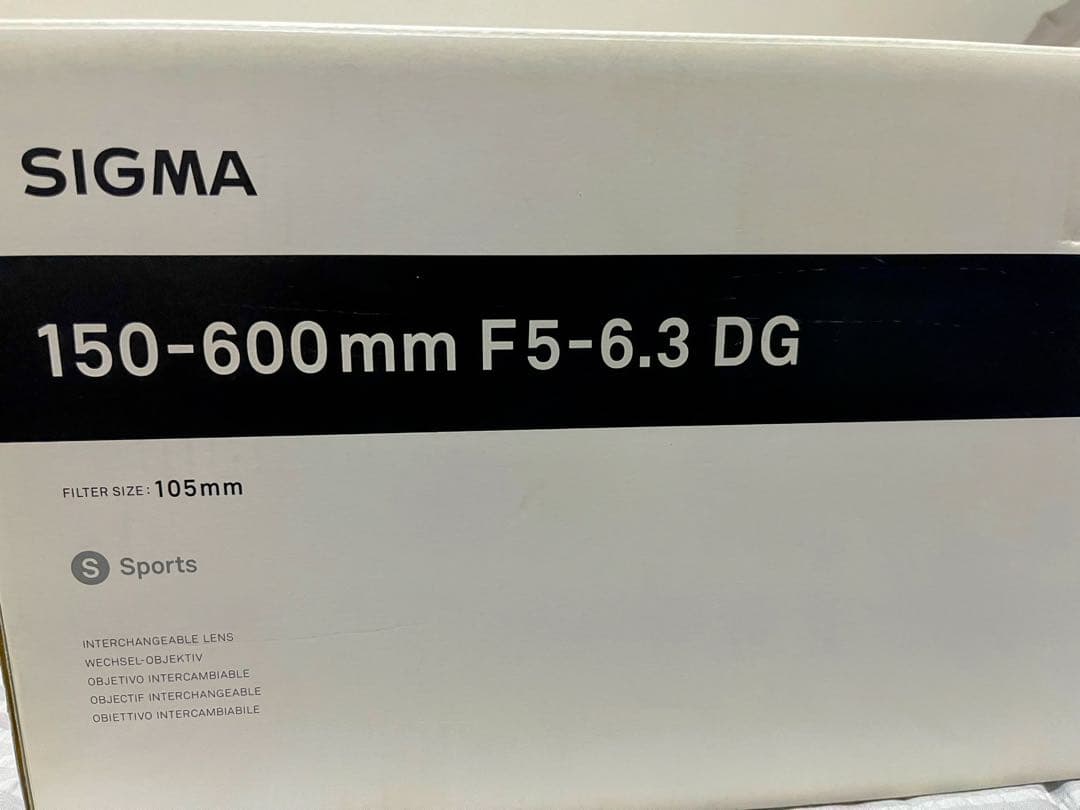 SIGMA
150-600mm F5-6.3 DG
FILTER SIZE: 105mm
S Sports
INTERCHANGEABLE LENS
WECHSEL-OBJEKTIV
OBJETIVO INTERCAMBIABLE
OBJECTIF INTERCHANGEABLE
OBIETTIVO INTERCAMBIABILE